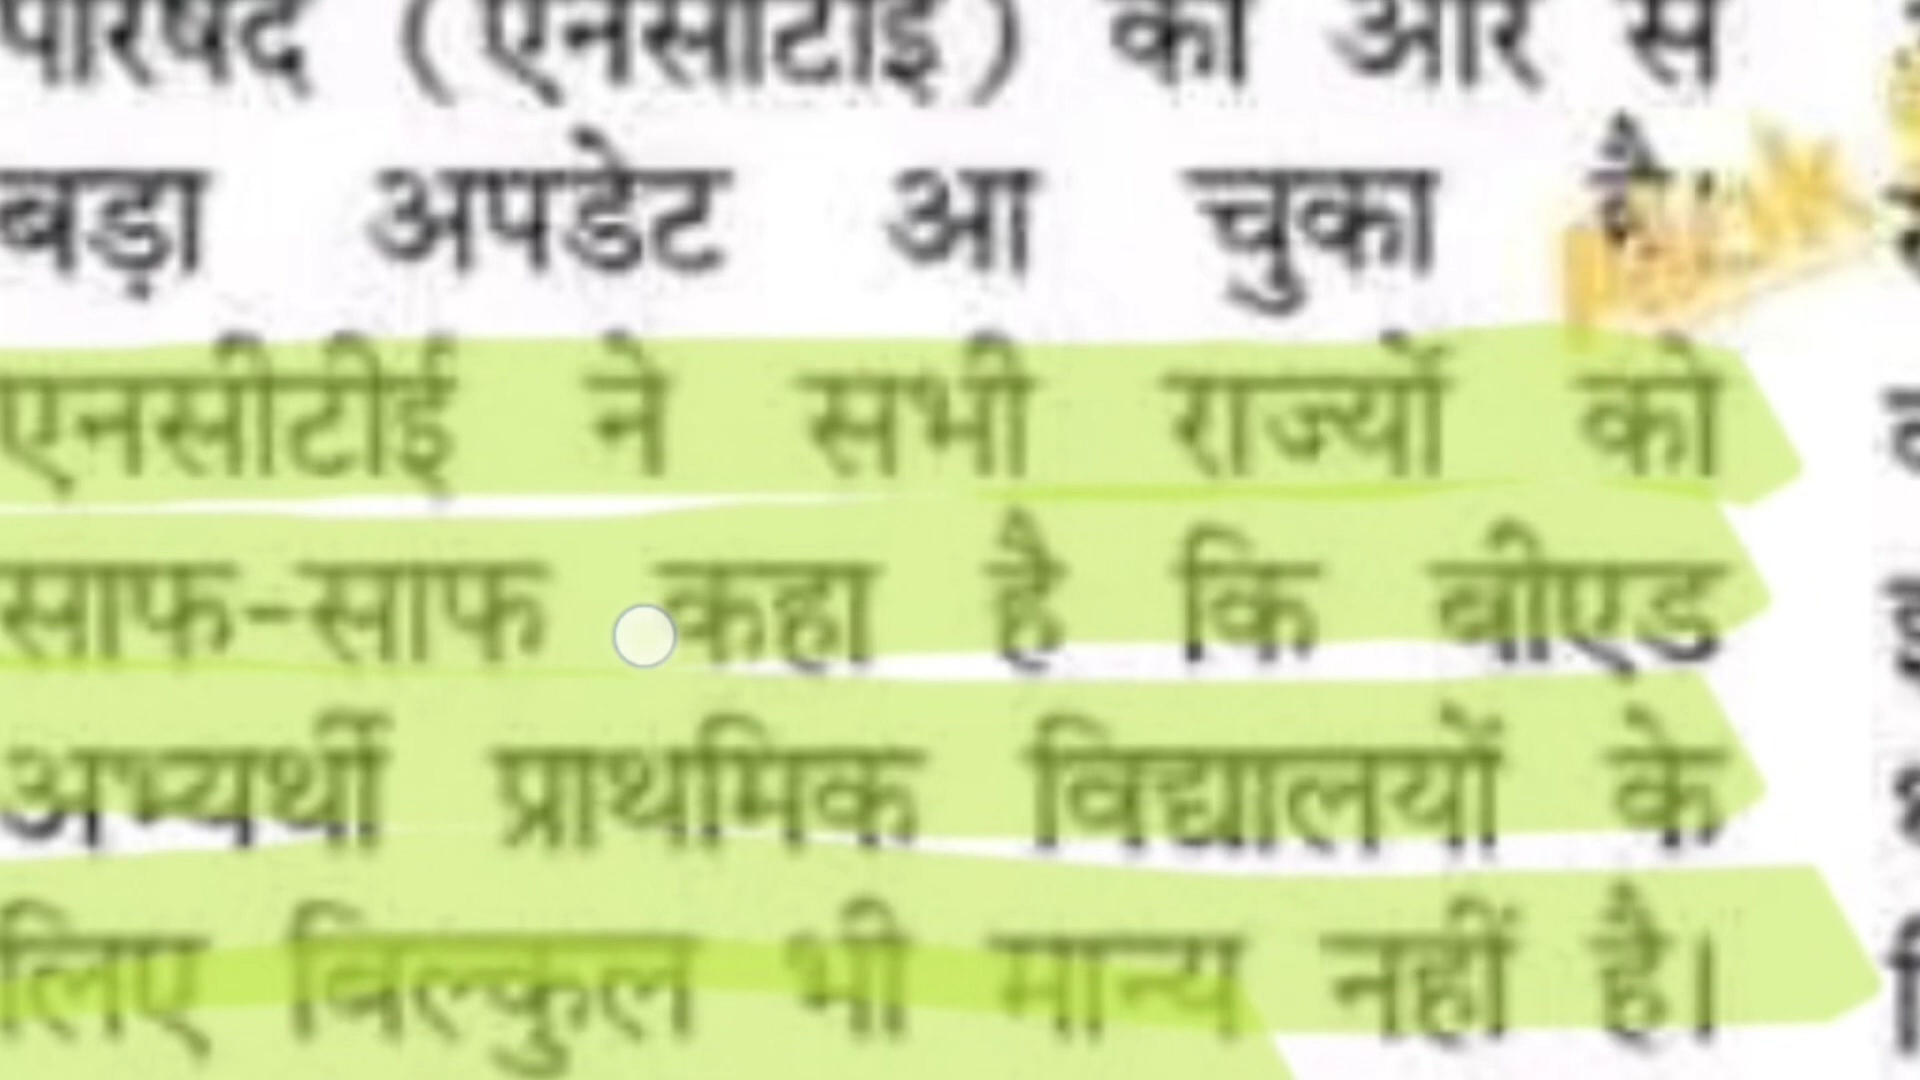 परिषद (एनसीटीई) की ओर से
बड़ा अपडेट आ चुका है।
एनसीटीई ने सभी राज्यों को
साफ-साफ कहा है कि बीएड
अभ्यर्थी प्राथमिक विद्यालयों के
लिए बिल्कुल भी मान्य नहीं है।